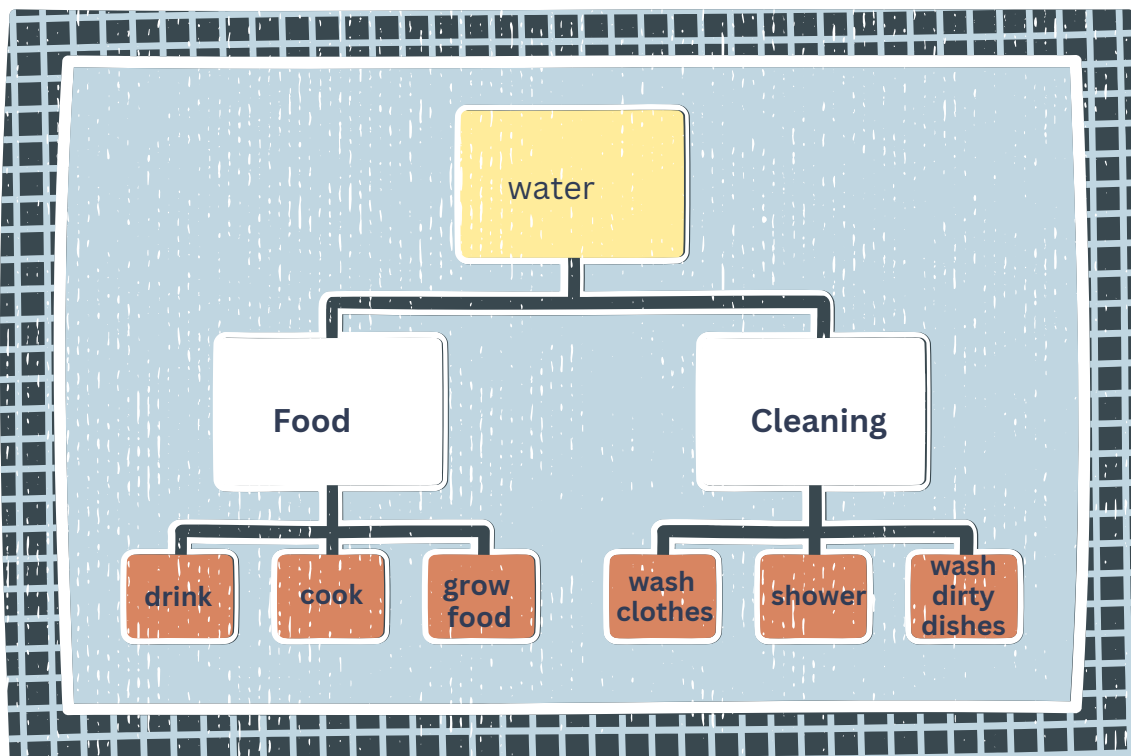 water
Food
Cleaning
drink
cook
grow
food
wash
clothes
shower
wash
dirty
dishes